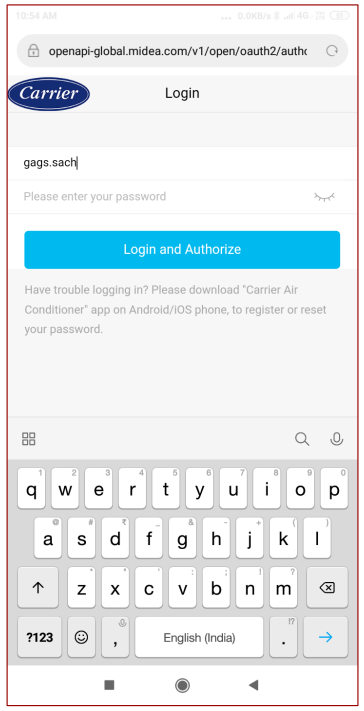 10:54 AM ... 0.0KB/s 4G
openapi-global.midea.com/v1/open/oauth2/autho
Carrier Login
gags.sach
Please enter your password
Login and Authorize
Have trouble logging in? Please download "Carrier Air
Conditioner" app on Android/iOS phone, to register or reset
your password.
1 2 3 4 5 6 7 8 9 0
q w e r t y u i o p
@ # ₹ _ & - + ( )
a s d f g h j k l
* " ' : ; ! ?
z x c v b n m
!?
?123 , English (India) .